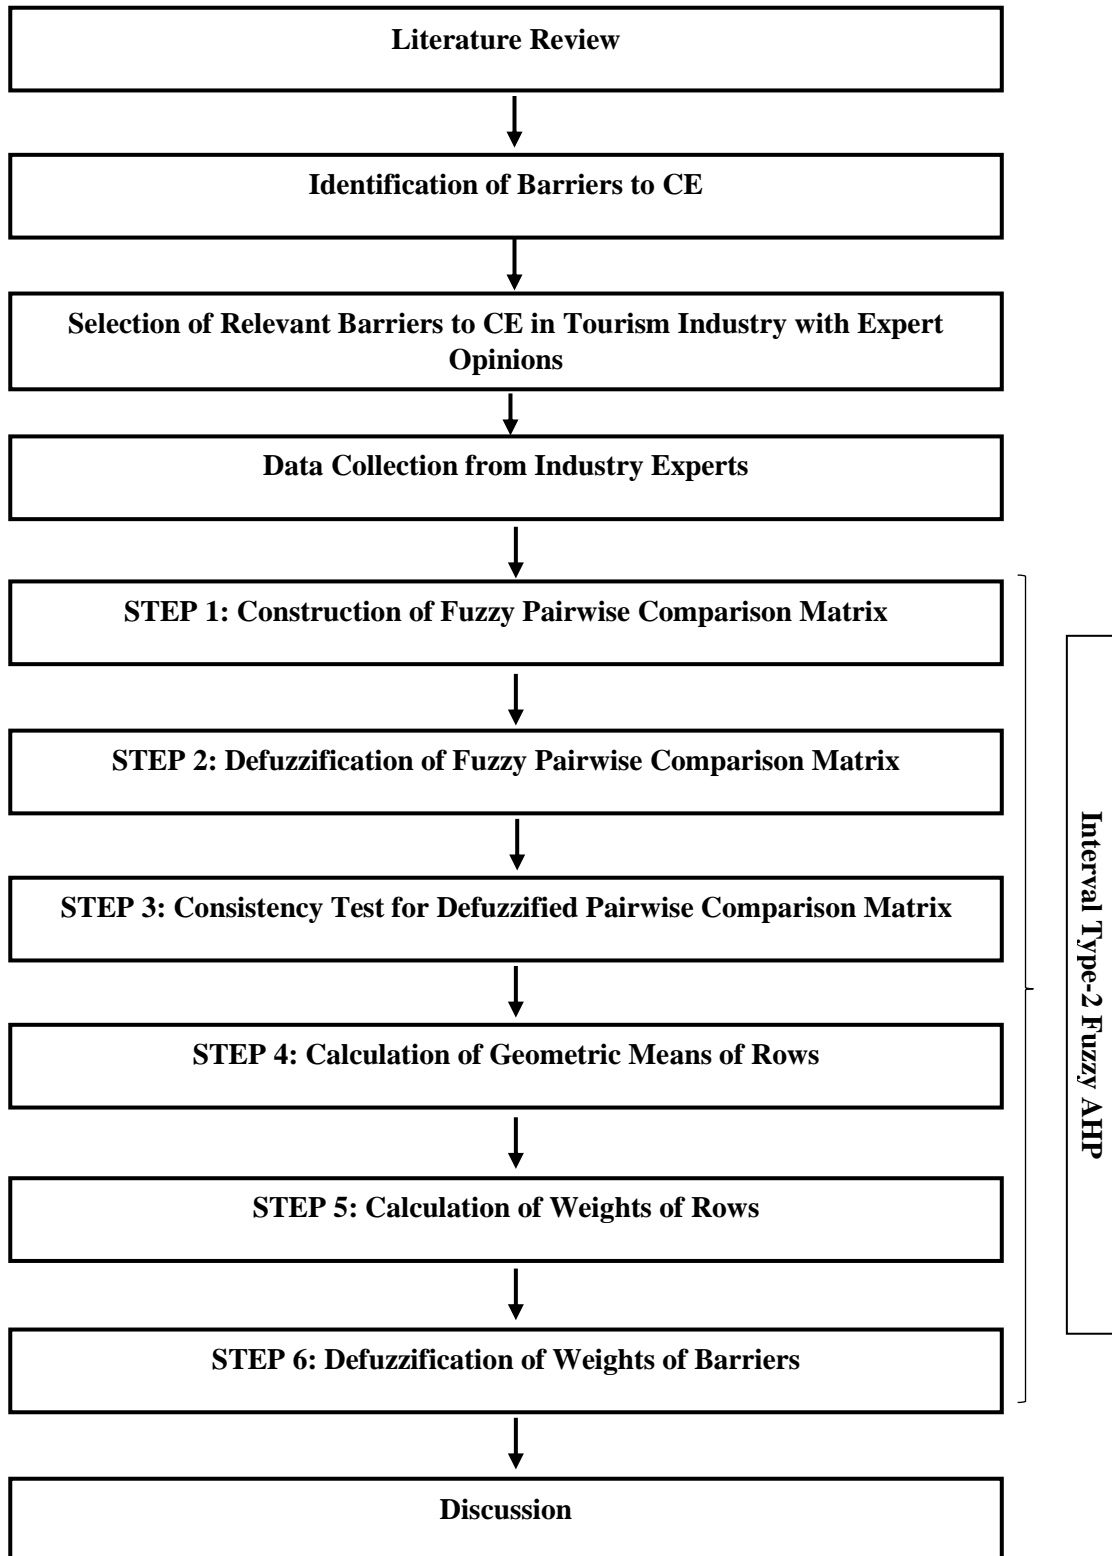 Literature Review
Identification of Barriers to CE
Selection of Relevant Barriers to CE in Tourism Industry with Expert
Opinions
Data Collection from Industry Experts
STEP 1: Construction of Fuzzy Pairwise Comparison Matrix
STEP 2: Defuzzification of Fuzzy Pairwise Comparison Matrix
STEP 3: Consistency Test for Defuzzified Pairwise Comparison Matrix
STEP 4: Calculation of Geometric Means of Rows
STEP 5: Calculation of Weights of Rows
STEP 6: Defuzzification of Weights of Barriers
Discussion
Interval Type-2 Fuzzy AHP